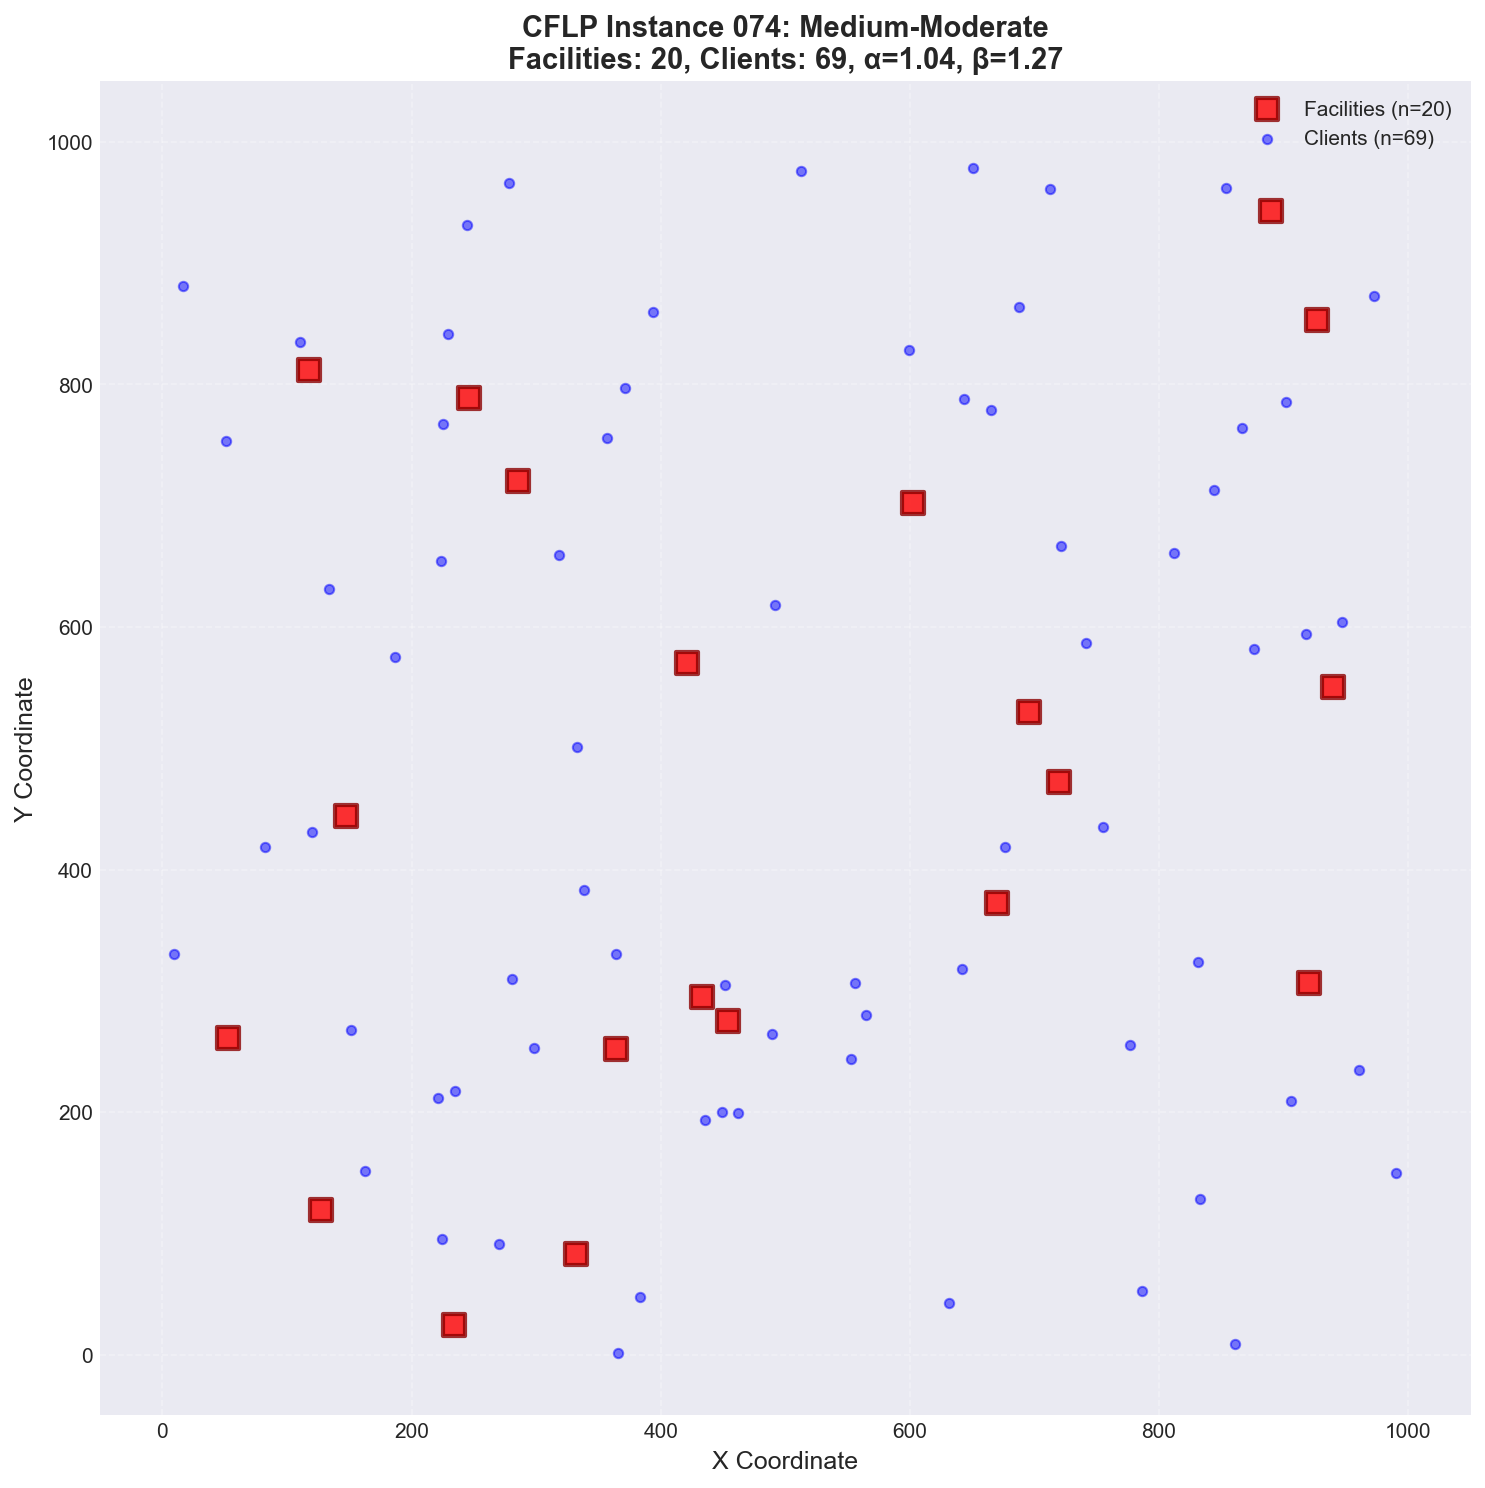 CFLP Instance 074: Medium-Moderate
Facilities: 20, Clients: 69, α=1.04, β=1.27
Facilities (n=20)
Clients (n=69)
1000
800
600
400
200
0
Y Coordinate
0 200 400 600 800 1000
X Coordinate